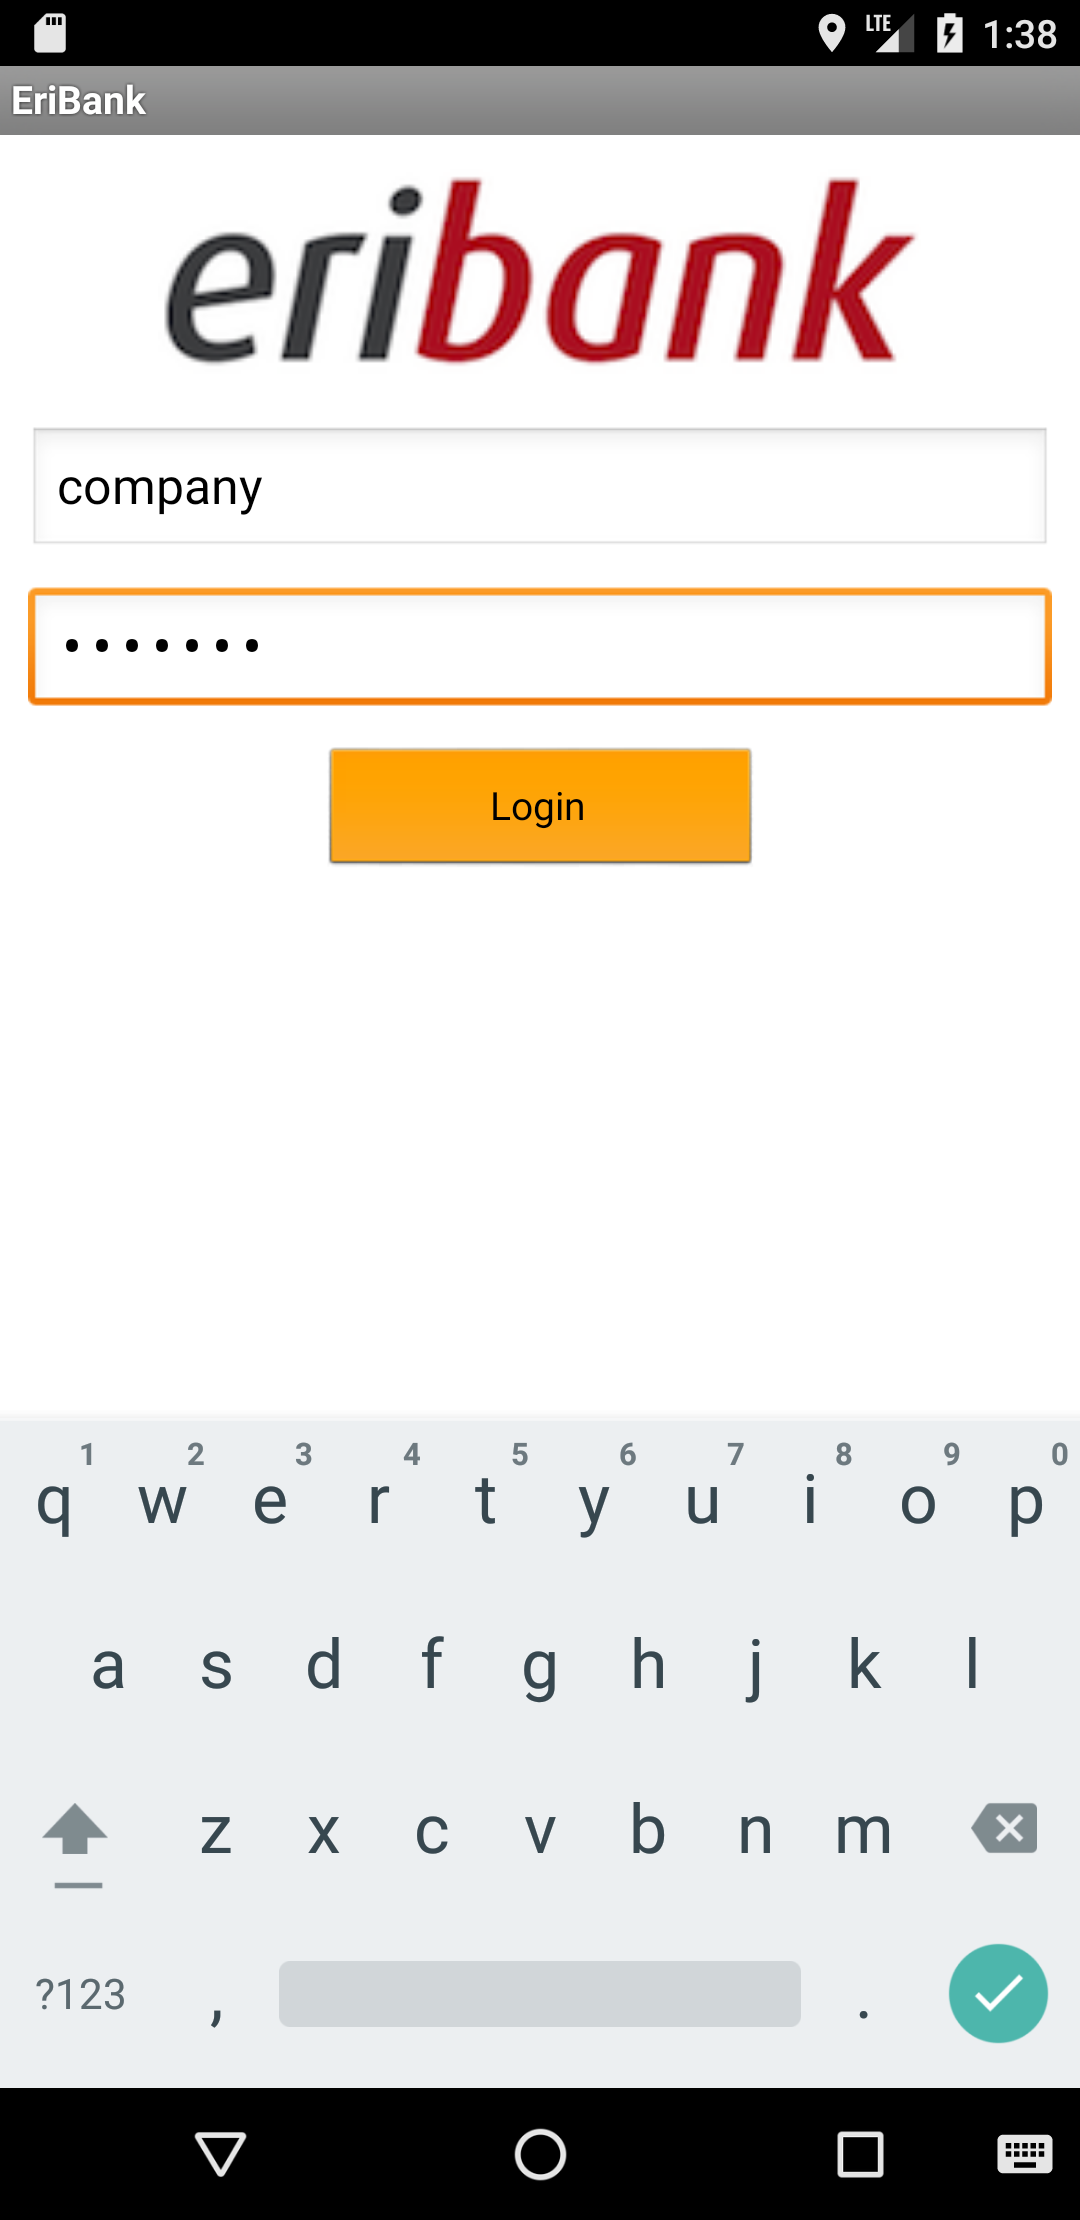 LTE 1:38
EriBank
eribank
company
•••••••
Login
1 2 3 4 5 6 7 8 9 0
q w e r t y u i o p
a s d f g h j k l
z x c v b n m
?123 , .